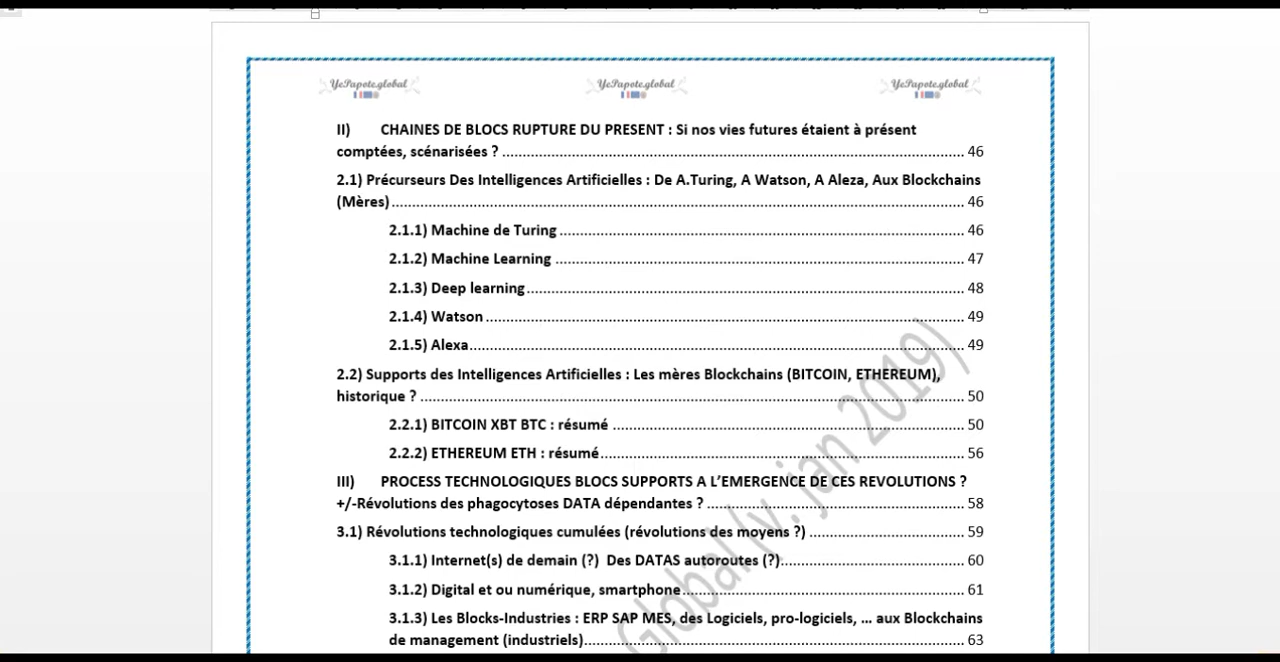 YcPapote.global YcPapote.global YcPapote.global
II) CHAINES DE BLOCS RUPTURE DU PRESENT : Si nos vies futures étaient à présent
comptées, scénarisées ? 46
2.1) Précurseurs Des Intelligences Artificielles : De A.Turing, A Watson, A Aleza, Aux Blockchains
(Mères) 46
2.1.1) Machine de Turing 46
2.1.2) Machine Learning 47
2.1.3) Deep learning 48
2.1.4) Watson 49
2.1.5) Alexa 49
2.2) Supports des Intelligences Artificielles : Les mères Blockchains (BITCOIN, ETHEREUM),
historique ? 50
2.2.1) BITCOIN XBT BTC : résumé 50
2.2.2) ETHEREUM ETH : résumé 56
III) PROCESS TECHNOLOGIQUES BLOCS SUPPORTS A L’EMERGENCE DE CES REVOLUTIONS ?
+/-Révolutions des phagocytoses DATA dépendantes ? 58
3.1) Révolutions technologiques cumulées (révolutions des moyens ?) 59
3.1.1) Internet(s) de demain (?) Des DATAS autoroutes (?) 60
3.1.2) Digital et ou numérique, smartphone 61
3.1.3) Les Blocks-Industries : ERP SAP MES, des Logiciels, pro-logiciels, … aux Blockchains
de management (industriels) 63
Global (v. jan 2019)